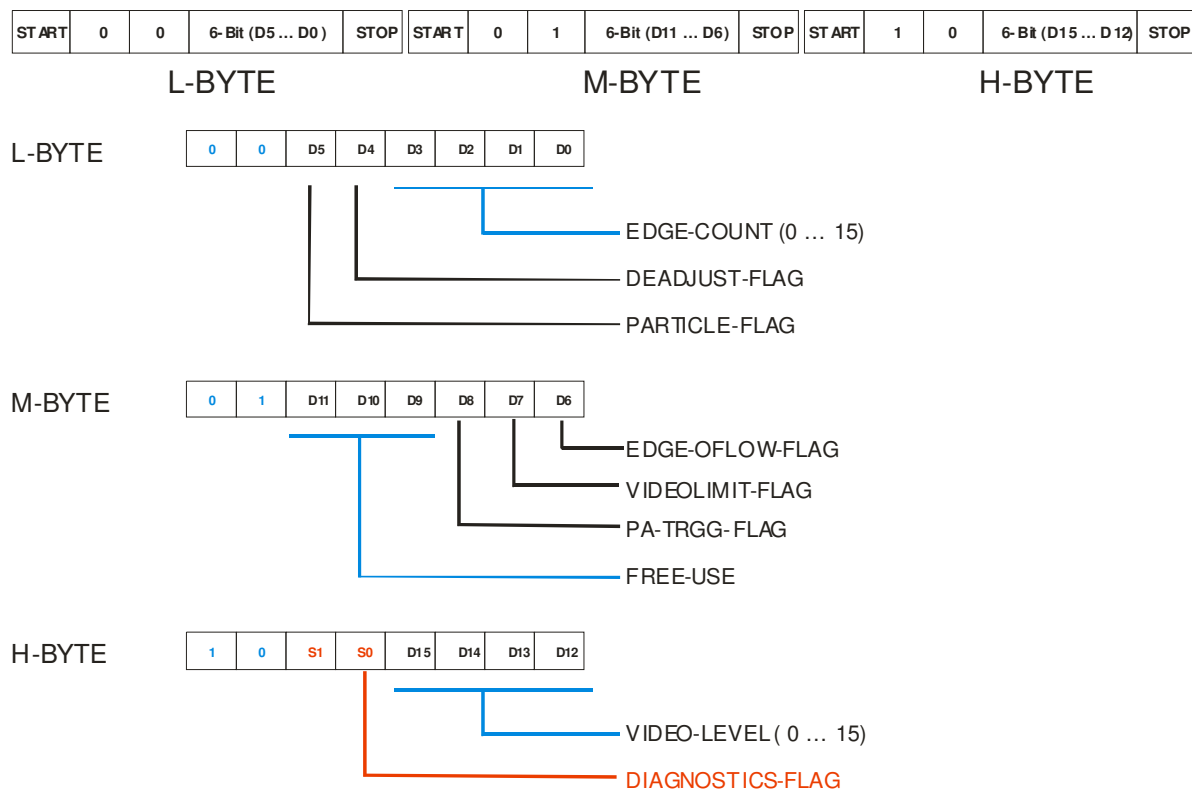 START 0 0 6-Bit (D5 ... D0) STOP START 0 1 6-Bit (D11 ... D6) STOP START 1 0 6-Bit (D15 ... D12) STOP
L-BYTE M-BYTE H-BYTE
L-BYTE 0 0 D5 D4 D3 D2 D1 D0
EDGE-COUNT (0 ... 15)
DEADJUST-FLAG
PARTICLE-FLAG
M-BYTE 0 1 D11 D10 D9 D8 D7 D6
EDGE-OFLOW-FLAG
VIDEOLIMIT-FLAG
PA-TRGG-FLAG
FREE-USE
H-BYTE 1 0 S1 S0 D15 D14 D13 D12
VIDEO-LEVEL ( 0 ... 15)
DIAGNOSTICS-FLAG